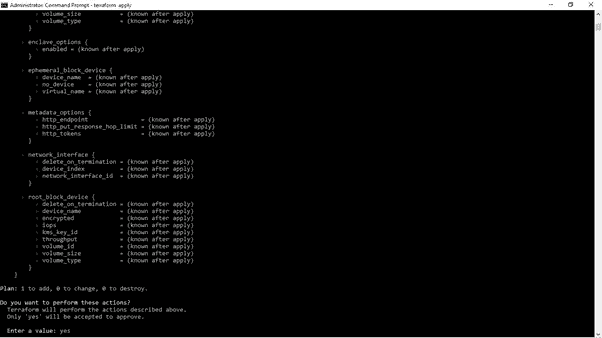 Administrator: Command Prompt - terraform apply
+ volume_size = (known after apply)
+ volume_type = (known after apply)
}
+ enclave_options {
+ enabled = (known after apply)
}
+ ephemeral_block_device {
+ device_name = (known after apply)
+ no_device = (known after apply)
+ virtual_name = (known after apply)
}
+ metadata_options {
+ http_endpoint = (known after apply)
+ http_put_response_hop_limit = (known after apply)
+ http_tokens = (known after apply)
}
+ network_interface {
+ delete_on_termination = (known after apply)
+ device_index = (known after apply)
+ network_interface_id = (known after apply)
}
+ root_block_device {
+ delete_on_termination = (known after apply)
+ device_name = (known after apply)
+ encrypted = (known after apply)
+ iops = (known after apply)
+ kms_key_id = (known after apply)
+ throughput = (known after apply)
+ volume_id = (known after apply)
+ volume_size = (known after apply)
+ volume_type = (known after apply)
}
}
Plan: 1 to add, 0 to change, 0 to destroy.
Do you want to perform these actions?
Terraform will perform the actions described above.
Only 'yes' will be accepted to approve.
Enter a value: yes